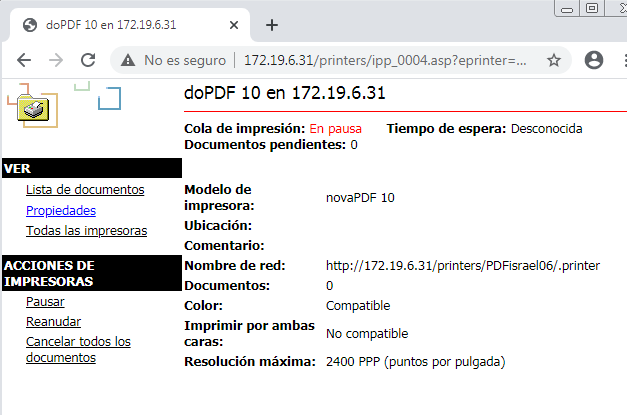 doPDF 10 en 172.19.6.31
No es seguro 172.19.6.31/printers/ipp_0004.asp?eprinter=...
doPDF 10 en 172.19.6.31
Cola de impresión: En pausa Tiempo de espera: Desconocida
Documentos pendientes: 0
VER
Lista de documentos
Propiedades
Todas las impresoras
ACCIONES DE
IMPRESORAS
Pausar
Reanudar
Cancelar todos los
documentos
Modelo de
impresora: novaPDF 10
Ubicación:
Comentario:
Nombre de red: http://172.19.6.31/printers/PDFisrael06/.printer
Documentos: 0
Color: Compatible
Imprimir por ambas
caras: No compatible
Resolución máxima: 2400 PPP (puntos por pulgada)